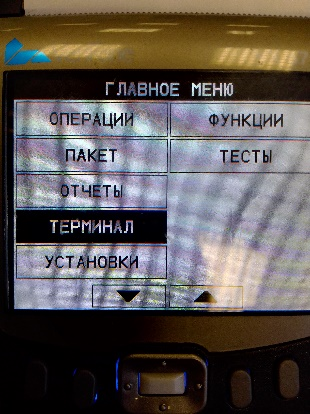 ГЛАВНОЕ МЕНЮ
ОПЕРАЦИИ ФУНКЦИИ
ПАКЕТ ТЕСТЫ
ОТЧЕТЫ
ТЕРМИНАЛ
УСТАНОВКИ